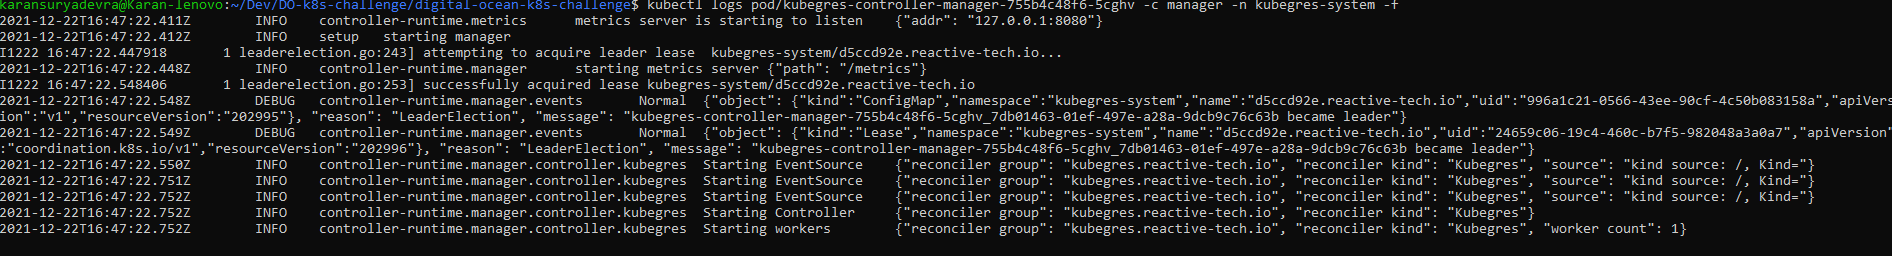 karansuryadevra@Karan-lenovo:~/Dev/DO-k8s-challenge/digital-ocean-k8s-challenge$ kubectl logs pod/kubegres-controller-manager-755b4c48f6-5cghv -c manager -n kubegres-system -f
2021-12-22T16:47:22.411Z        INFO    controller-runtime.metrics      metrics server is starting to listen    {"addr": "127.0.0.1:8080"}
2021-12-22T16:47:22.412Z        INFO    setup   starting manager
I1222 16:47:22.447918       1 leaderelection.go:243] attempting to acquire leader lease  kubegres-system/d5ccd92e.reactive-tech.io...
2021-12-22T16:47:22.448Z        INFO    controller-runtime.manager      starting metrics server {"path": "/metrics"}
I1222 16:47:22.548406       1 leaderelection.go:253] successfully acquired lease kubegres-system/d5ccd92e.reactive-tech.io
2021-12-22T16:47:22.548Z        DEBUG   controller-runtime.manager.events       Normal  {"object": {"kind":"ConfigMap","namespace":"kubegres-system","name":"d5ccd92e.reactive-tech.io","uid":"996a1c21-0566-43ee-90cf-4c50b083158a","apiVers
ion":"v1","resourceVersion":"202995"}, "reason": "LeaderElection", "message": "kubegres-controller-manager-755b4c48f6-5cghv_7db01463-01ef-497e-a28a-9dcb9c76c63b became leader"}
2021-12-22T16:47:22.549Z        DEBUG   controller-runtime.manager.events       Normal  {"object": {"kind":"Lease","namespace":"kubegres-system","name":"d5ccd92e.reactive-tech.io","uid":"24659c06-19c4-460c-b7f5-982048a3a0a7","apiVersion"
:"coordination.k8s.io/v1","resourceVersion":"202996"}, "reason": "LeaderElection", "message": "kubegres-controller-manager-755b4c48f6-5cghv_7db01463-01ef-497e-a28a-9dcb9c76c63b became leader"}
2021-12-22T16:47:22.550Z        INFO    controller-runtime.manager.controller.kubegres  Starting EventSource    {"reconciler group": "kubegres.reactive-tech.io", "reconciler kind": "Kubegres", "source": "kind source: /, Kind="}
2021-12-22T16:47:22.751Z        INFO    controller-runtime.manager.controller.kubegres  Starting EventSource    {"reconciler group": "kubegres.reactive-tech.io", "reconciler kind": "Kubegres", "source": "kind source: /, Kind="}
2021-12-22T16:47:22.752Z        INFO    controller-runtime.manager.controller.kubegres  Starting EventSource    {"reconciler group": "kubegres.reactive-tech.io", "reconciler kind": "Kubegres", "source": "kind source: /, Kind="}
2021-12-22T16:47:22.752Z        INFO    controller-runtime.manager.controller.kubegres  Starting Controller     {"reconciler group": "kubegres.reactive-tech.io", "reconciler kind": "Kubegres"}
2021-12-22T16:47:22.752Z        INFO    controller-runtime.manager.controller.kubegres  Starting workers        {"reconciler group": "kubegres.reactive-tech.io", "reconciler kind": "Kubegres", "worker count": 1}